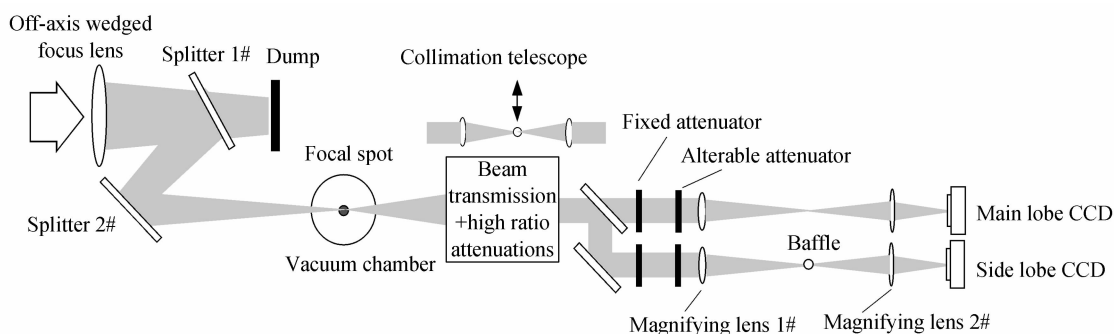 Off-axis wedged
focus lens
Splitter 1#
Dump
Collimation telescope
Fixed attenuator
Alterable attenuator
Focal spot
Beam
transmission
+high ratio
attenuations
Splitter 2#
Vacuum chamber
Main lobe CCD
Baffle
Side lobe CCD
Magnifying lens 1#
Magnifying lens 2#